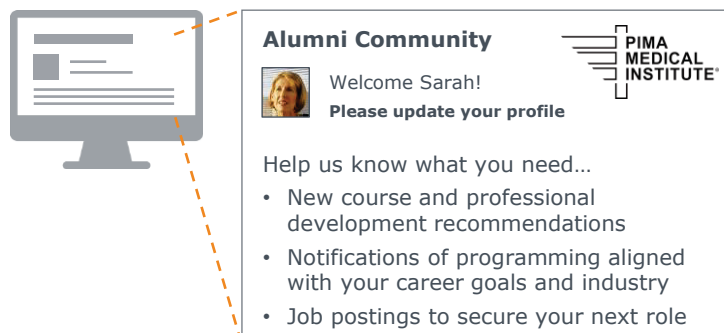 Alumni Community
PIMA
MEDICAL
INSTITUTE®
Welcome Sarah!
Please update your profile
Help us know what you need…
• New course and professional
development recommendations
• Notifications of programming aligned
with your career goals and industry
• Job postings to secure your next role